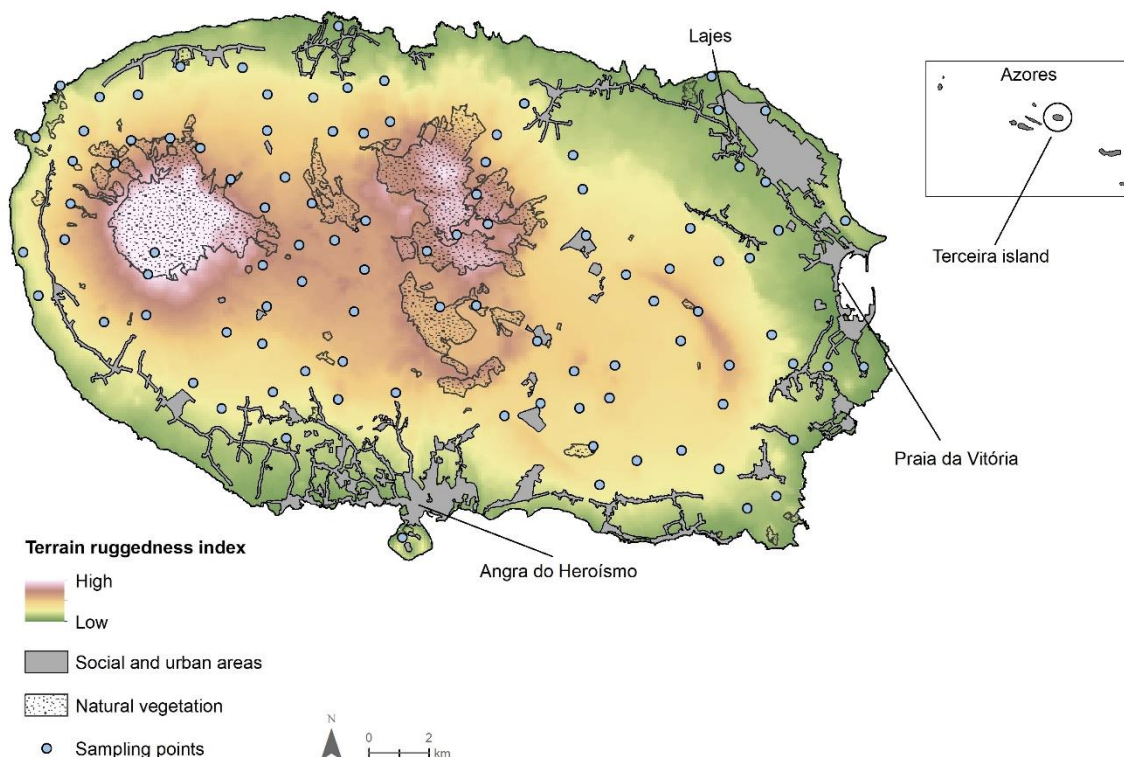 Lajes
Azores
Terceira island
Praia da Vitória
Angra do Heroísmo
Terrain ruggedness index
High
Low
Social and urban areas
Natural vegetation
Sampling points
N
0 2
km